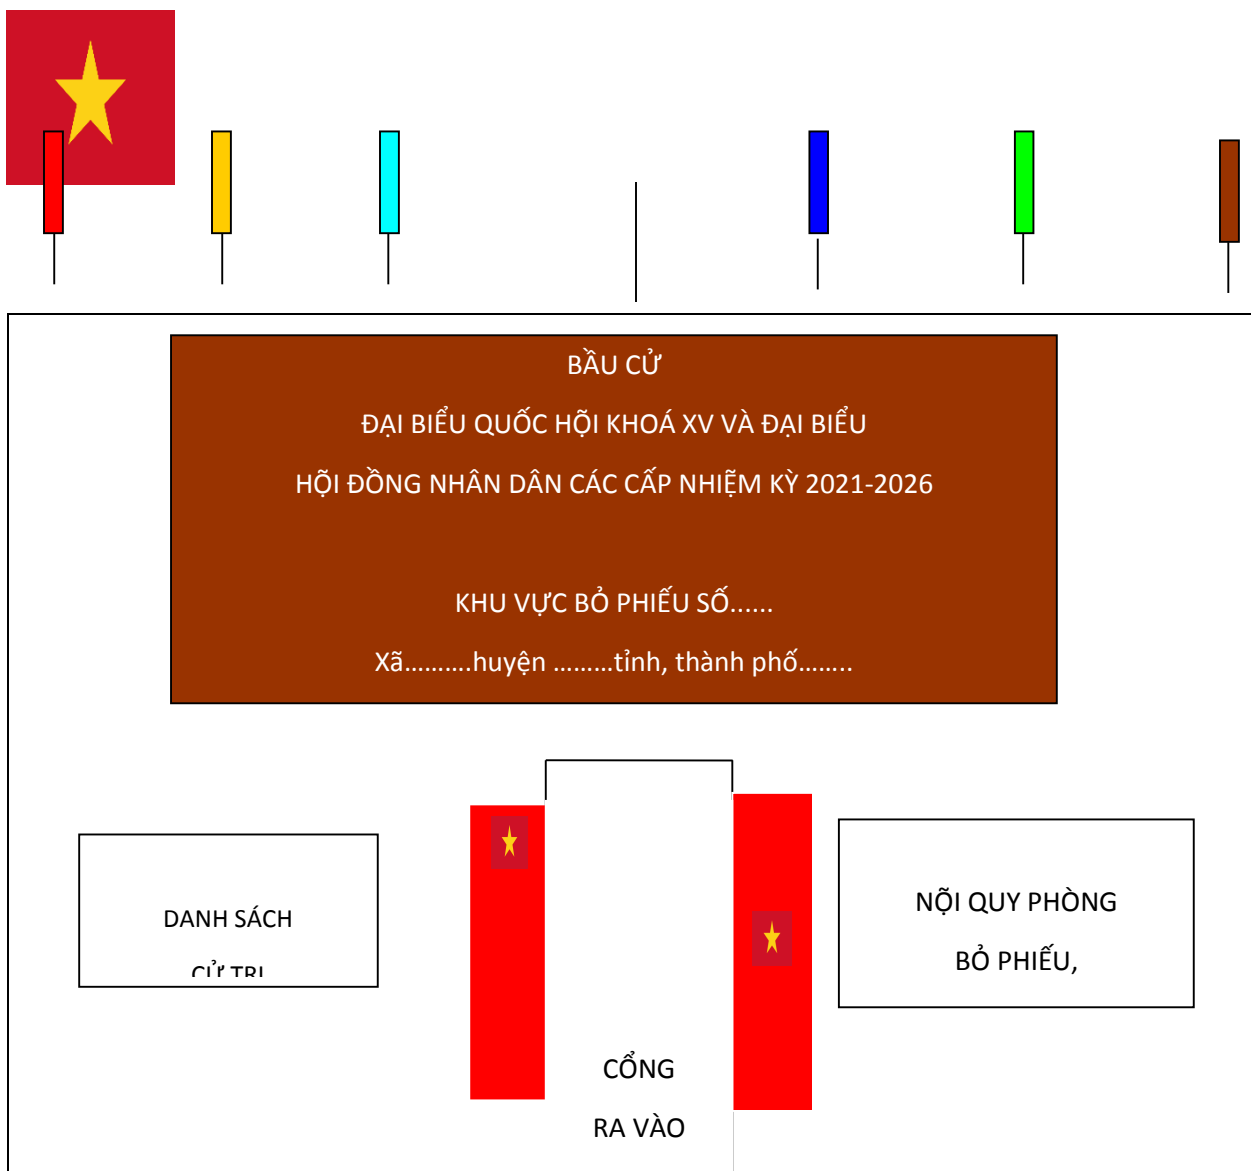 BẦU CỬ
ĐẠI BIỂU QUỐC HỘI KHOÁ XV VÀ ĐẠI BIỂU
HỘI ĐỒNG NHÂN DÂN CÁC CẤP NHIỆM KỲ 2021-2026
KHU VỰC BỎ PHIẾU SỐ......
Xã..........huyện .........tỉnh, thành phố........
DANH SÁCH
CỬ TRI
NỘI QUY PHÒNG
BỎ PHIẾU,
CỔNG
RA VÀO